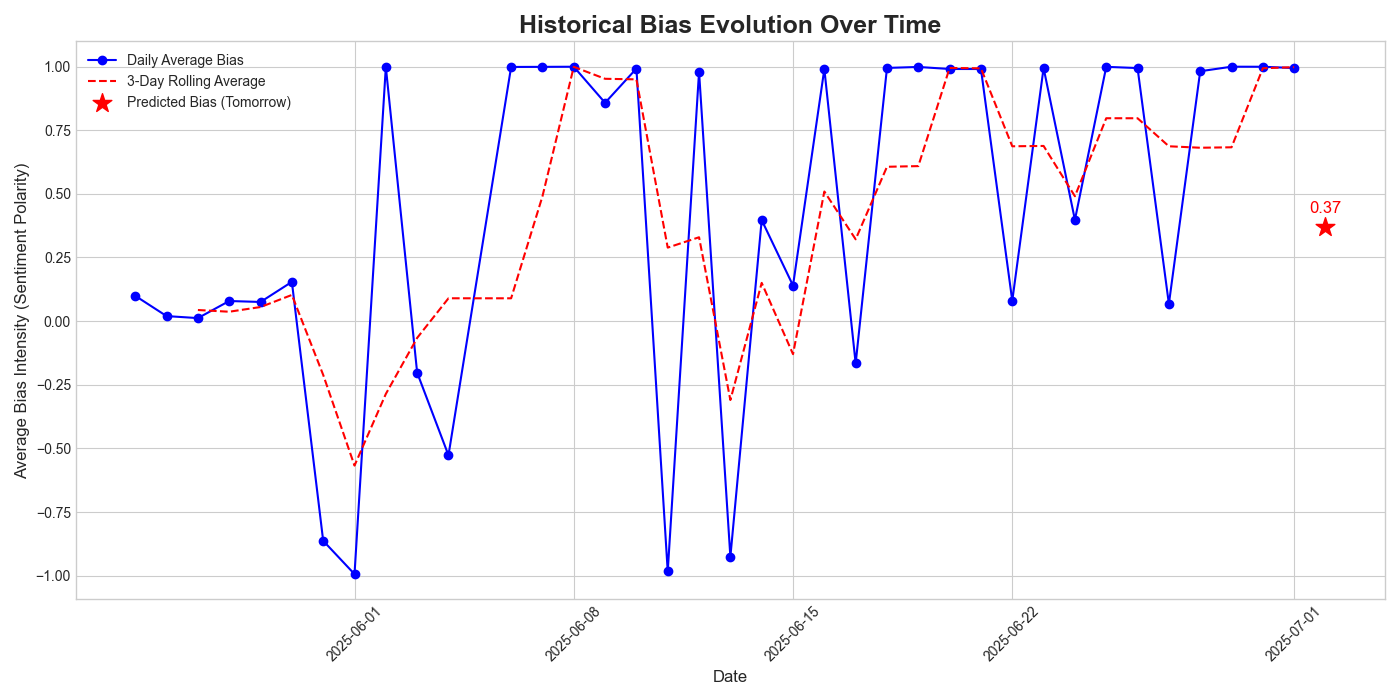 Historical Bias Evolution Over Time
Daily Average Bias
3-Day Rolling Average
Predicted Bias (Tomorrow)
Average Bias Intensity (Sentiment Polarity)
1.00
0.75
0.50
0.25
0.00
−0.25
−0.50
−0.75
−1.00
0.37
2025-06-01
2025-06-08
2025-06-15
2025-06-22
2025-07-01
Date